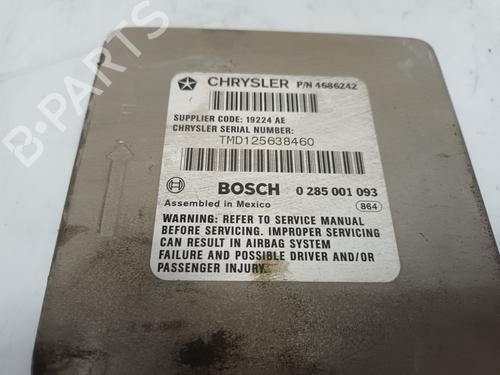 CHRYSLER P/N 4686242
SUPPLIER CODE: 19224 AE
CHRYSLER SERIAL NUMBER:
TMD125638460
BOSCH 0 285 001 093
Assembled in Mexico 864
WARNING: REFER TO SERVICE MANUAL
BEFORE SERVICING. IMPROPER SERVICING
CAN RESULT IN AIRBAG SYSTEM
FAILURE AND POSSIBLE DRIVER AND/OR
PASSENGER INJURY.